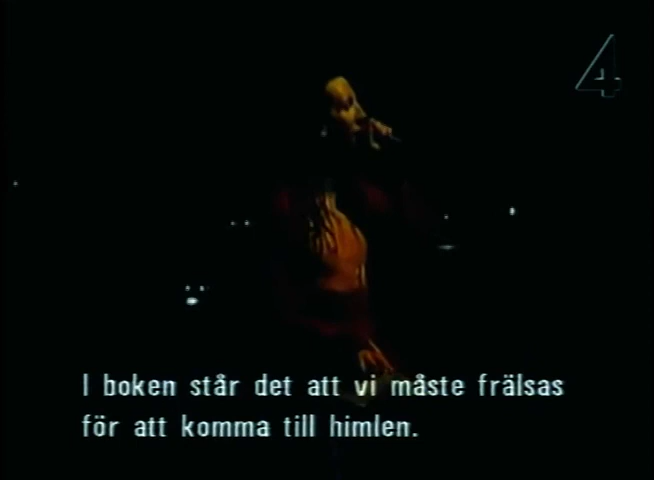 4
I boken står det att vi måste frälsas
för att komma till himlen.